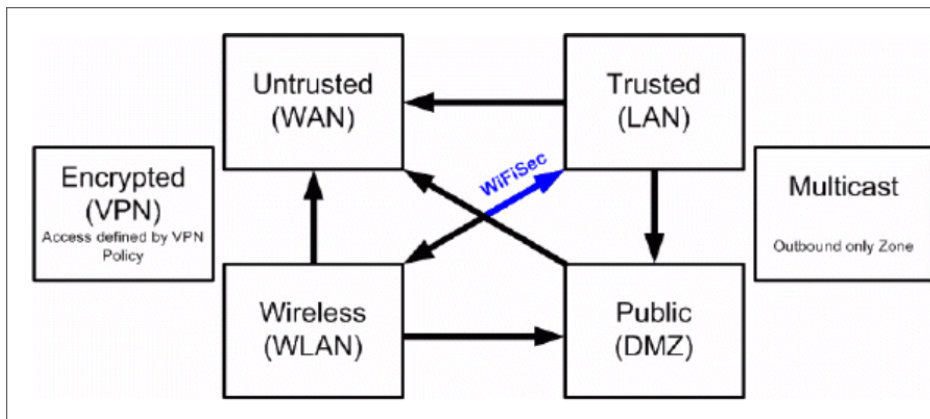 Untrusted
(WAN)
Trusted
(LAN)
WiFiSec
Encrypted
(VPN)
Access defined by VPN
Policy
Multicast
Outbound only Zone
Wireless
(WLAN)
Public
(DMZ)